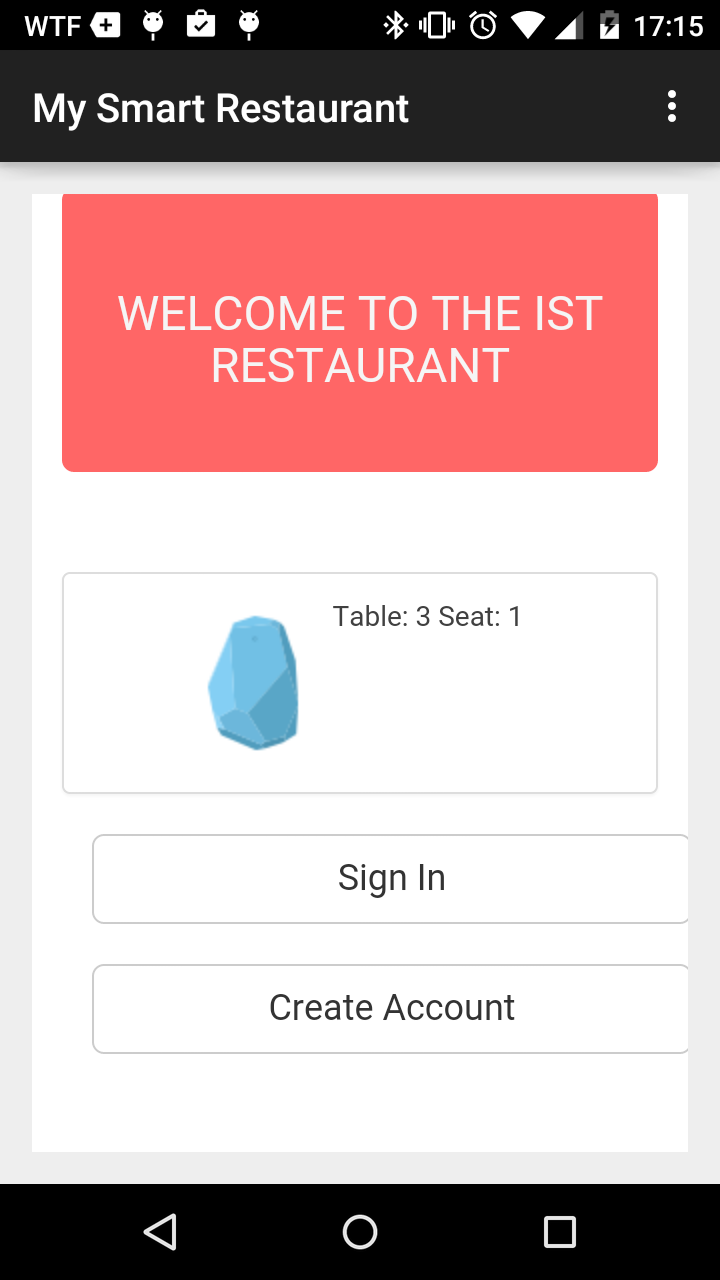 WTF 17:15
My Smart Restaurant
WELCOME TO THE IST
RESTAURANT
Table: 3 Seat: 1
Sign In
Create Account